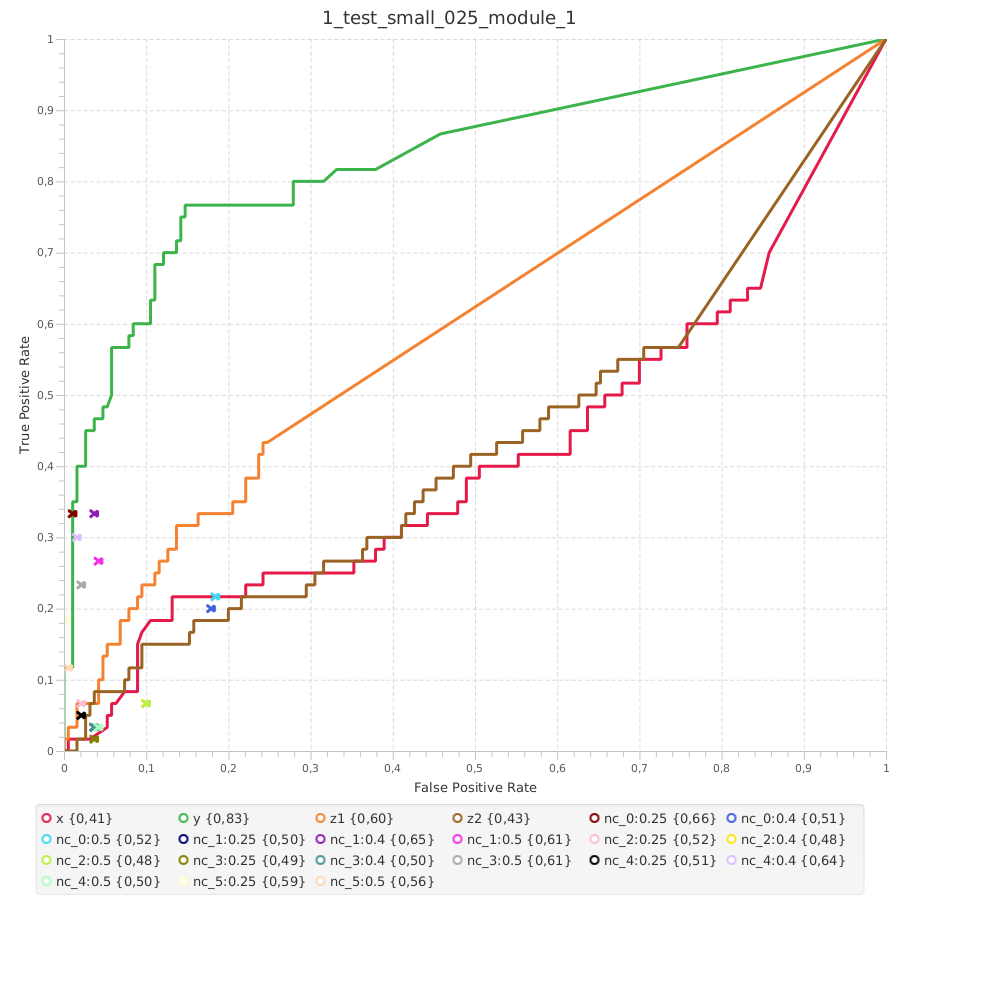 1_test_small_025_module_1
1
0,9
0,8
0,7
0,6
0,5
0,4
0,3
0,2
0,1
0
True Positive Rate
0 0,1 0,2 0,3 0,4 0,5 0,6 0,7 0,8 0,9 1
False Positive Rate
x {0,41} y {0,83} z1 {0,60} z2 {0,43} nc_0:0.25 {0,66} nc_0:0.4 {0,51}
nc_0:0.5 {0,52} nc_1:0.25 {0,50} nc_1:0.4 {0,65} nc_1:0.5 {0,61} nc_2:0.25 {0,52} nc_2:0.4 {0,48}
nc_2:0.5 {0,48} nc_3:0.25 {0,49} nc_3:0.4 {0,50} nc_3:0.5 {0,61} nc_4:0.25 {0,51} nc_4:0.4 {0,64}
nc_4:0.5 {0,50} nc_5:0.25 {0,59} nc_5:0.5 {0,56}